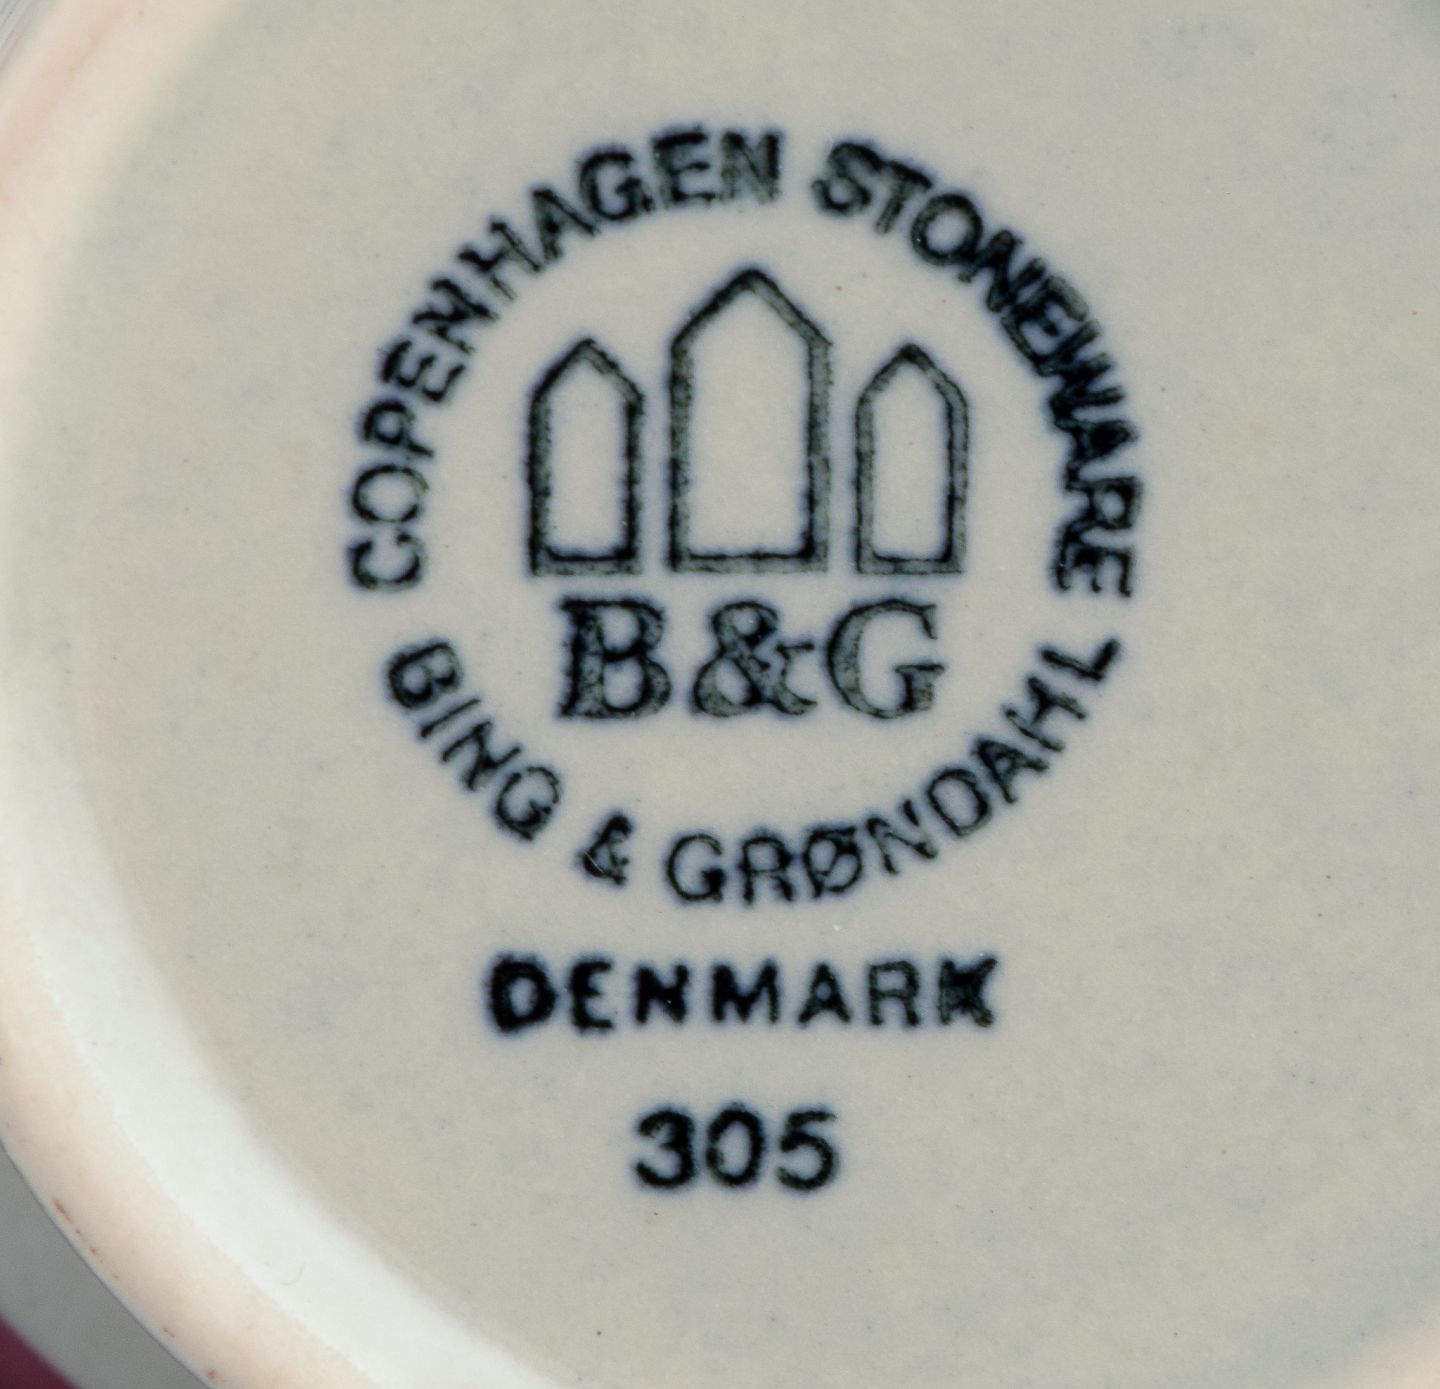 COPENHAGEN STONEWARE
B&G
BING & GRØNDAHL
DENMARK
305